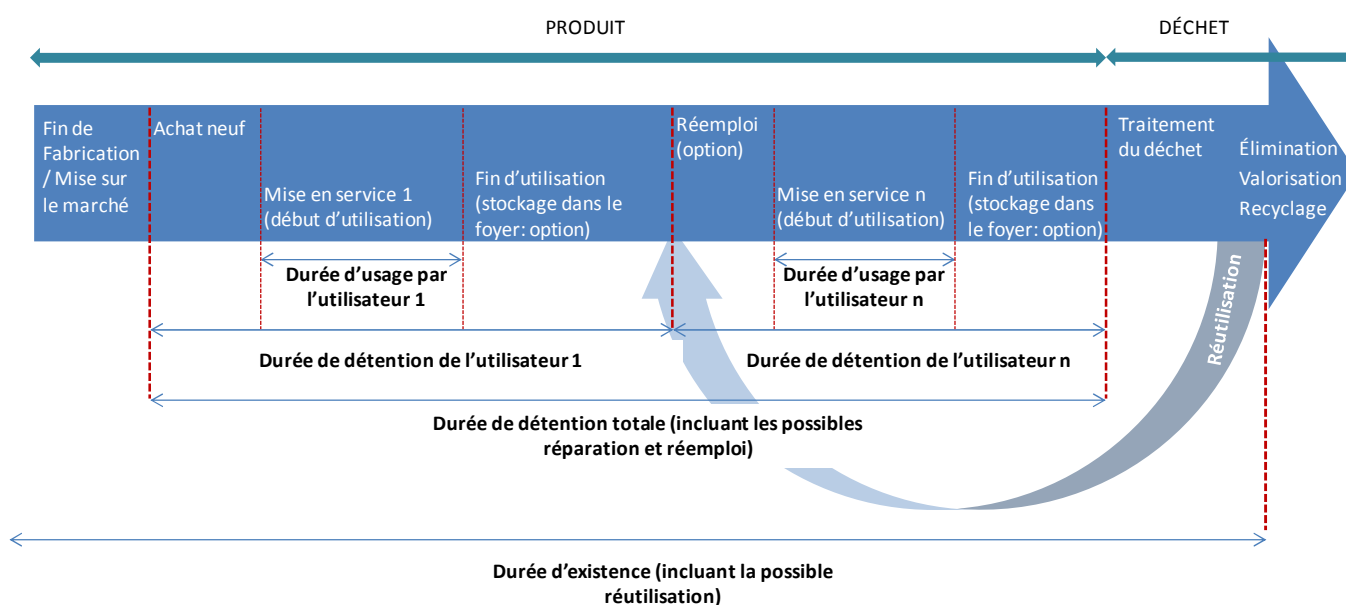 PRODUIT
DÉCHET
Fin de
Fabrication
/ Mise sur
le marché
Achat neuf
Mise en service 1
(début d'utilisation)
Fin d'utilisation
(stockage dans le
foyer: option)
Réemploi
(option)
Mise en service n
(début d'utilisation)
Fin d'utilisation
(stockage dans
le foyer: option)
Traitement
du déchet
Élimination
Valorisation
Recyclage
Durée d'usage par
l'utilisateur 1
Durée d'usage par
l'utilisateur n
Réutilisation
Durée de détention de l'utilisateur 1
Durée de détention de l'utilisateur n
Durée de détention totale (incluant les possibles
réparation et réemploi)
Durée d'existence (incluant la possible
réutilisation)